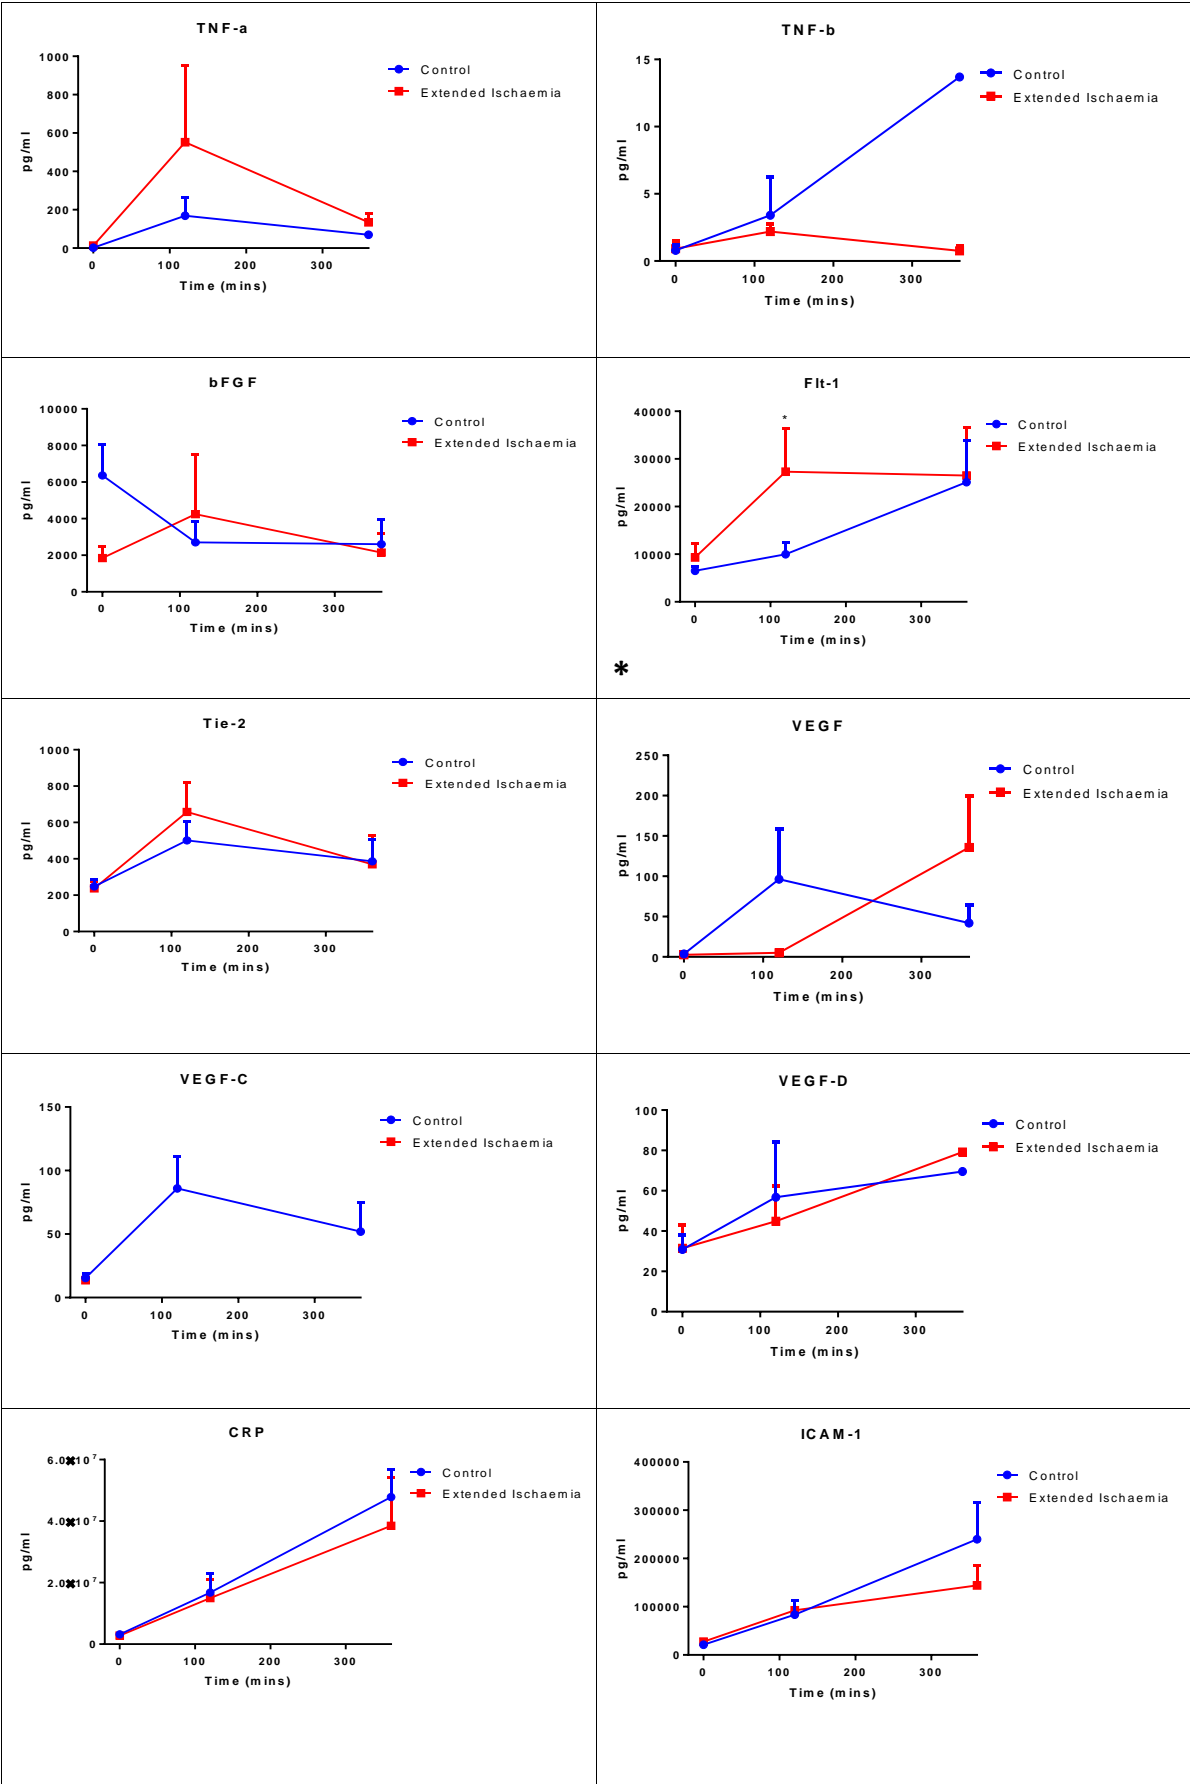 TNF-a
1000
800
600
400
200
0
pg/ml
0 100 200 300
Time (mins)
Control
Extended Ischaemia
TNF-b
15
10
5
0
pg/ml
0 100 200 300
Time (mins)
Control
Extended Ischaemia
bFGF
10000
8000
6000
4000
2000
0
pg/ml
0 100 200 300
Time (mins)
Control
Extended Ischaemia
Flt-1
40000
30000
20000
10000
0
pg/ml
*
0 100 200 300
Time (mins)
Control
Extended Ischaemia
*
Tie-2
1000
800
600
400
200
0
pg/ml
0 100 200 300
Time (mins)
Control
Extended Ischaemia
VEGF
250
200
150
100
50
0
pg/ml
0 100 200 300
Time (mins)
Control
Extended Ischaemia
VEGF-C
150
100
50
0
pg/ml
0 100 200 300
Time (mins)
Control
Extended Ischaemia
VEGF-D
100
80
60
40
20
0
pg/ml
0 100 200 300
Time (mins)
Control
Extended Ischaemia
CRP
6.0×10⁷
4.0×10⁷
2.0×10⁷
0
pg/ml
0 100 200 300
Time (mins)
Control
Extended Ischaemia
ICAM-1
400000
300000
200000
100000
0
pg/ml
0 100 200 300
Time (mins)
Control
Extended Ischaemia